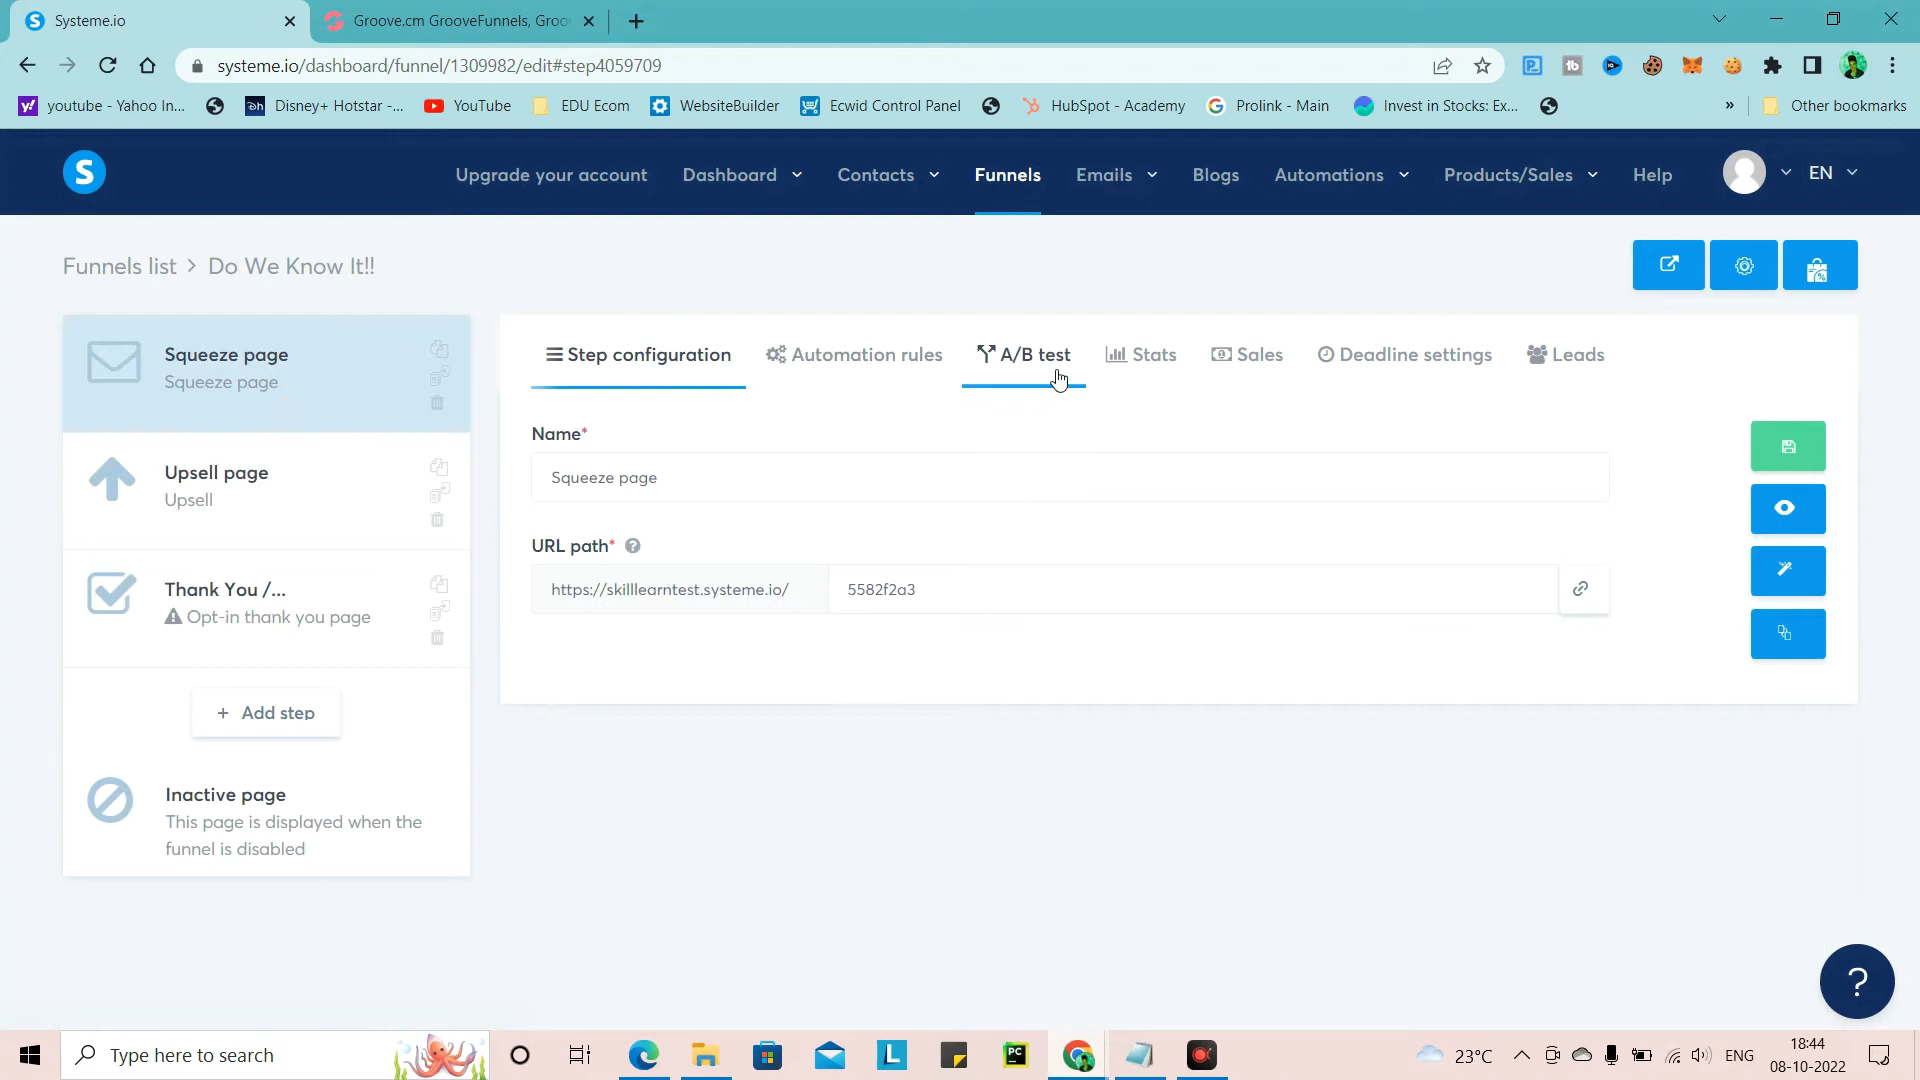 Systeme.io
Groove.cm GrooveFunnels, Groo
systeme.io/dashboard/funnel/1309982/edit#step4059709
youtube - Yahoo In...
Disney+ Hotstar -...
YouTube
EDU Ecom
WebsiteBuilder
Ecwid Control Panel
HubSpot - Academy
Prolink - Main
Invest in Stocks: Ex...
»
Other bookmarks
S
Upgrade your account
Dashboard
Contacts
Funnels
Emails
Blogs
Automations
Products/Sales
Help
EN
Funnels list > Do We Know It!!
Squeeze page
Squeeze page
Upsell page
Upsell
Thank You /...
Opt-in thank you page
+ Add step
Inactive page
This page is displayed when the
funnel is disabled
Step configuration
Automation rules
A/B test
Stats
Sales
Deadline settings
Leads
Name*
Squeeze page
URL path* ?
https://skilllearntest.systeme.io/
5582f2a3
?
Type here to search
L
PC
23°C
ENG
18:44
08-10-2022